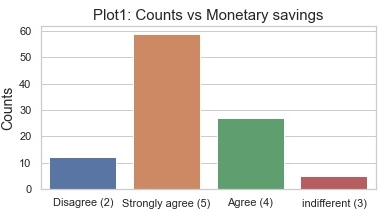 Plot1: Counts vs Monetary savings
60
50
40
30
20
10
0
Counts
Disagree (2) Strongly agree (5) Agree (4) indifferent (3)